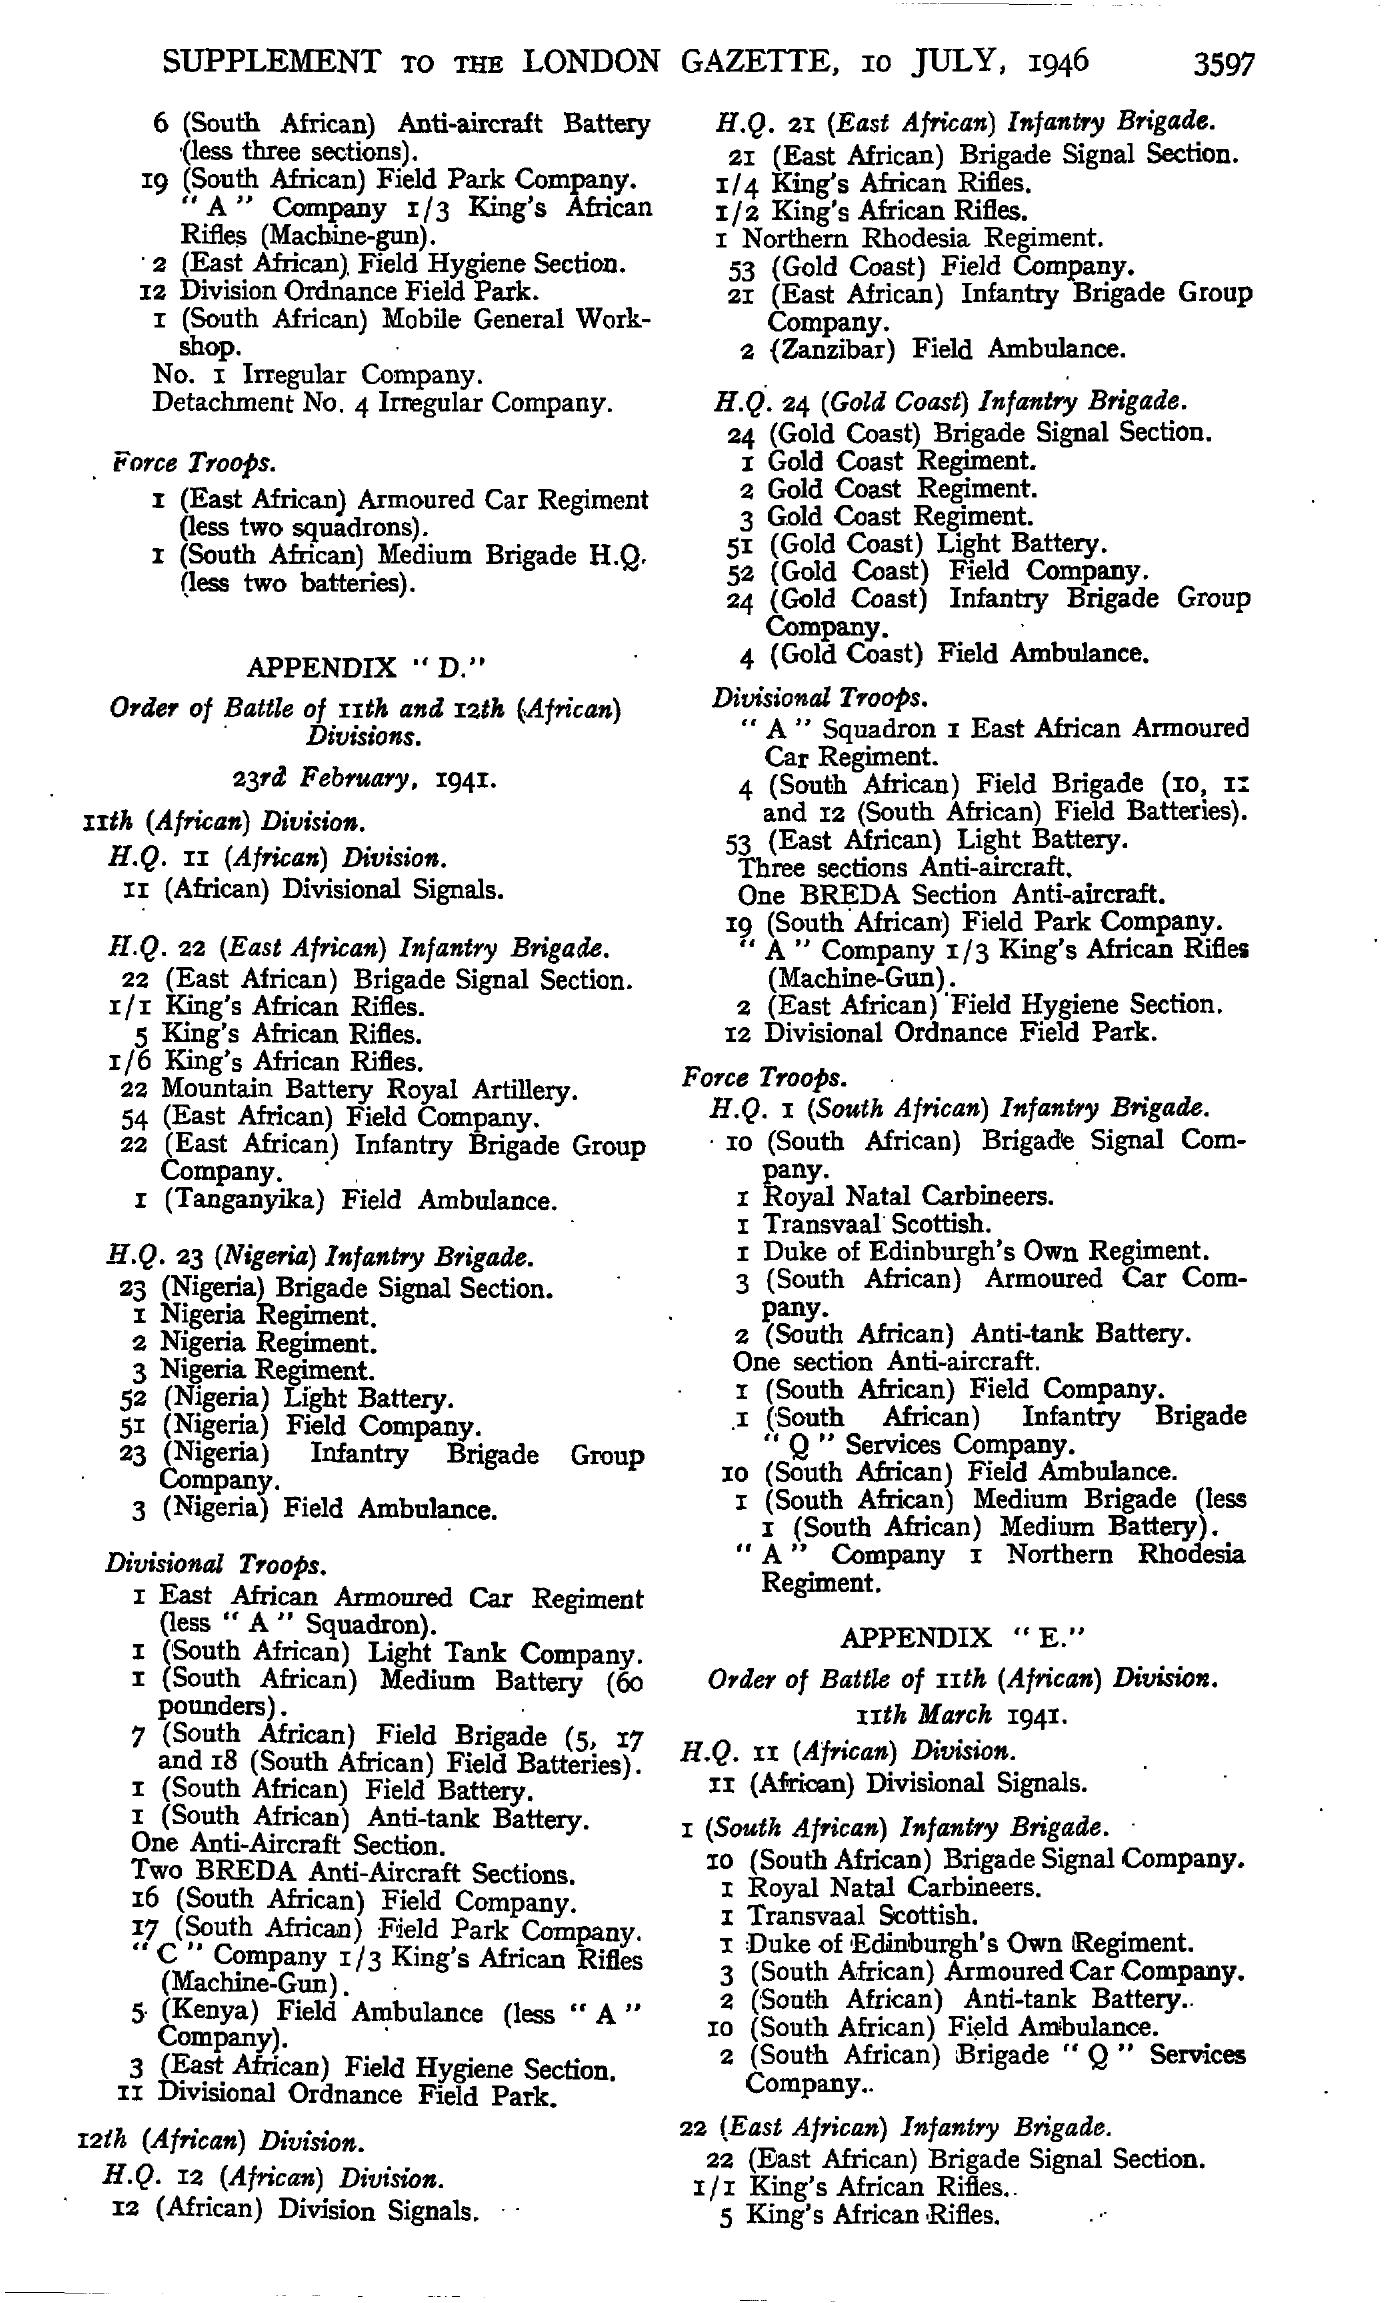 SUPPLEMENT TO THE LONDON GAZETTE, 10 JULY, 1946 3597
6 (South African) Anti-aircraft Battery
(less three sections).
19 (South African) Field Park Company.
"A" Company 1/3 King's African
Rifles (Machine-gun).
2 (East African) Field Hygiene Section.
12 Division Ordnance Field Park.
1 (South African) Mobile General Work-
shop.
No. 1 Irregular Company.
Detachment No. 4 Irregular Company.
Force Troops.
1 (East African) Armoured Car Regiment
(less two squadrons).
1 (South African) Medium Brigade H.Q.
(less two batteries).
APPENDIX "D."
Order of Battle of 11th and 12th (African)
Divisions.
23rd February, 1941.
11th (African) Division.
H.Q. 11 (African) Division.
11 (African) Divisional Signals.
H.Q. 22 (East African) Infantry Brigade.
22 (East African) Brigade Signal Section.
1/1 King's African Rifles.
5 King's African Rifles.
1/6 King's African Rifles.
22 Mountain Battery Royal Artillery.
54 (East African) Field Company.
22 (East African) Infantry Brigade Group
Company.
1 (Tanganyika) Field Ambulance.
H.Q. 23 (Nigeria) Infantry Brigade.
23 (Nigeria) Brigade Signal Section.
1 Nigeria Regiment.
2 Nigeria Regiment.
3 Nigeria Regiment.
52 (Nigeria) Light Battery.
51 (Nigeria) Field Company.
23 (Nigeria) Infantry Brigade Group
Company.
3 (Nigeria) Field Ambulance.
Divisional Troops.
1 East African Armoured Car Regiment
(less "A" Squadron).
1 (South African) Light Tank Company.
1 (South African) Medium Battery (60
pounders).
7 (South African) Field Brigade (5, 17
and 18 (South African) Field Batteries).
1 (South African) Field Battery.
1 (South African) Anti-tank Battery.
One Anti-Aircraft Section.
Two BREDA Anti-Aircraft Sections.
16 (South African) Field Company.
17 (South African) Field Park Company.
"C" Company 1/3 King's African Rifles
(Machine-Gun).
5 (Kenya) Field Ambulance (less "A"
Company).
3 (East African) Field Hygiene Section.
11 Divisional Ordnance Field Park.
12th (African) Division.
H.Q. 12 (African) Division.
12 (African) Division Signals.
H.Q. 21 (East African) Infantry Brigade.
21 (East African) Brigade Signal Section.
1/4 King's African Rifles.
1/2 King's African Rifles.
1 Northern Rhodesia Regiment.
53 (Gold Coast) Field Company.
21 (East African) Infantry Brigade Group
Company.
2 (Zanzibar) Field Ambulance.
H.Q. 24 (Gold Coast) Infantry Brigade.
24 (Gold Coast) Brigade Signal Section.
1 Gold Coast Regiment.
2 Gold Coast Regiment.
3 Gold Coast Regiment.
51 (Gold Coast) Light Battery.
52 (Gold Coast) Field Company.
24 (Gold Coast) Infantry Brigade Group
Company.
4 (Gold Coast) Field Ambulance.
Divisional Troops.
"A" Squadron 1 East African Armoured
Car Regiment.
4 (South African) Field Brigade (10, 11
and 12 (South African) Field Batteries).
53 (East African) Light Battery.
Three sections Anti-aircraft.
One BREDA Section Anti-aircraft.
19 (South African) Field Park Company.
"A" Company 1/3 King's African Rifles
(Machine-Gun).
2 (East African) Field Hygiene Section.
12 Divisional Ordnance Field Park.
Force Troops.
H.Q. 1 (South African) Infantry Brigade.
10 (South African) Brigade Signal Com-
pany.
1 Royal Natal Carbineers.
1 Transvaal Scottish.
1 Duke of Edinburgh's Own Regiment.
3 (South African) Armoured Car Com-
pany.
2 (South African) Anti-tank Battery.
One section Anti-aircraft.
1 (South African) Field Company.
1 (South African) Infantry Brigade
"Q" Services Company.
10 (South African) Field Ambulance.
1 (South African) Medium Brigade (less
1 (South African) Medium Battery).
"A" Company 1 Northern Rhodesia
Regiment.
APPENDIX "E."
Order of Battle of 11th (African) Division.
11th March 1941.
H.Q. 11 (African) Division.
11 (African) Divisional Signals.
1 (South African) Infantry Brigade.
10 (South African) Brigade Signal Company.
1 Royal Natal Carbineers.
1 Transvaal Scottish.
1 Duke of Edinburgh's Own Regiment.
3 (South African) Armoured Car Company.
2 (South African) Anti-tank Battery.
10 (South African) Field Ambulance.
2 (South African) Brigade "Q" Services
Company.
22 (East African) Infantry Brigade.
22 (East African) Brigade Signal Section.
1/1 King's African Rifles.
5 King's African Rifles.